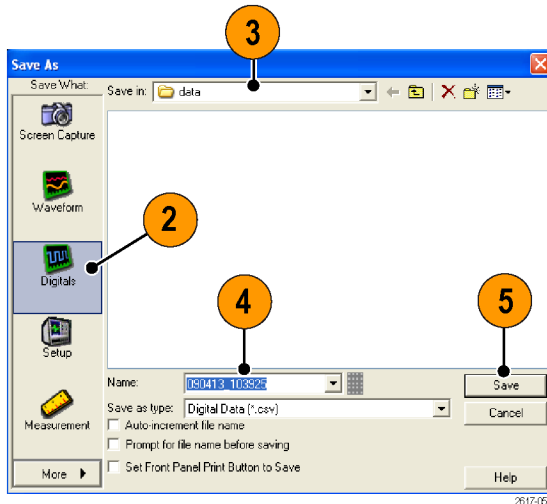 3
Save As
Save What:
Save in: data
Screen Capture
Waveform
2
Digitals
4
5
Setup
Name: 090413_103925
Save
Save as type: Digital Data (*.csv)
Cancel
Measurement
Auto-increment file name
Prompt for file name before saving
Set Front Panel Print Button to Save
More
Help
2617-05